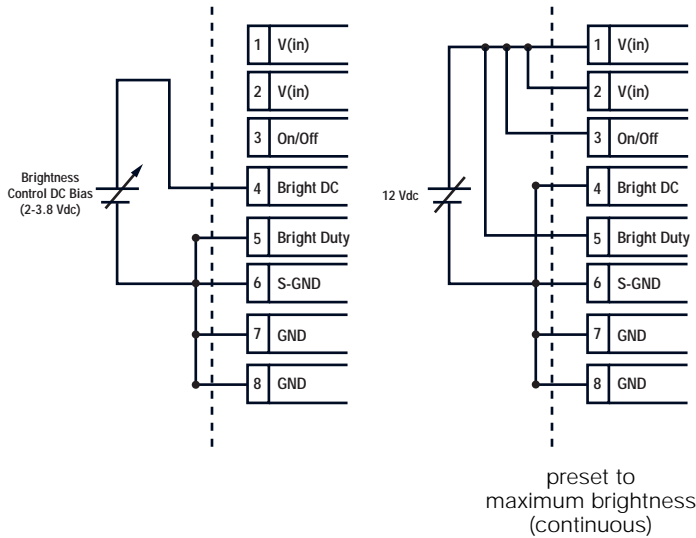 1 V(in)
2 V(in)
3 On/Off
4 Bright DC
5 Bright Duty
6 S-GND
7 GND
8 GND
Brightness
Control DC Bias
(2-3.8 Vdc)
1 V(in)
2 V(in)
3 On/Off
4 Bright DC
5 Bright Duty
6 S-GND
7 GND
8 GND
12 Vdc
preset to
maximum brightness
(continuous)